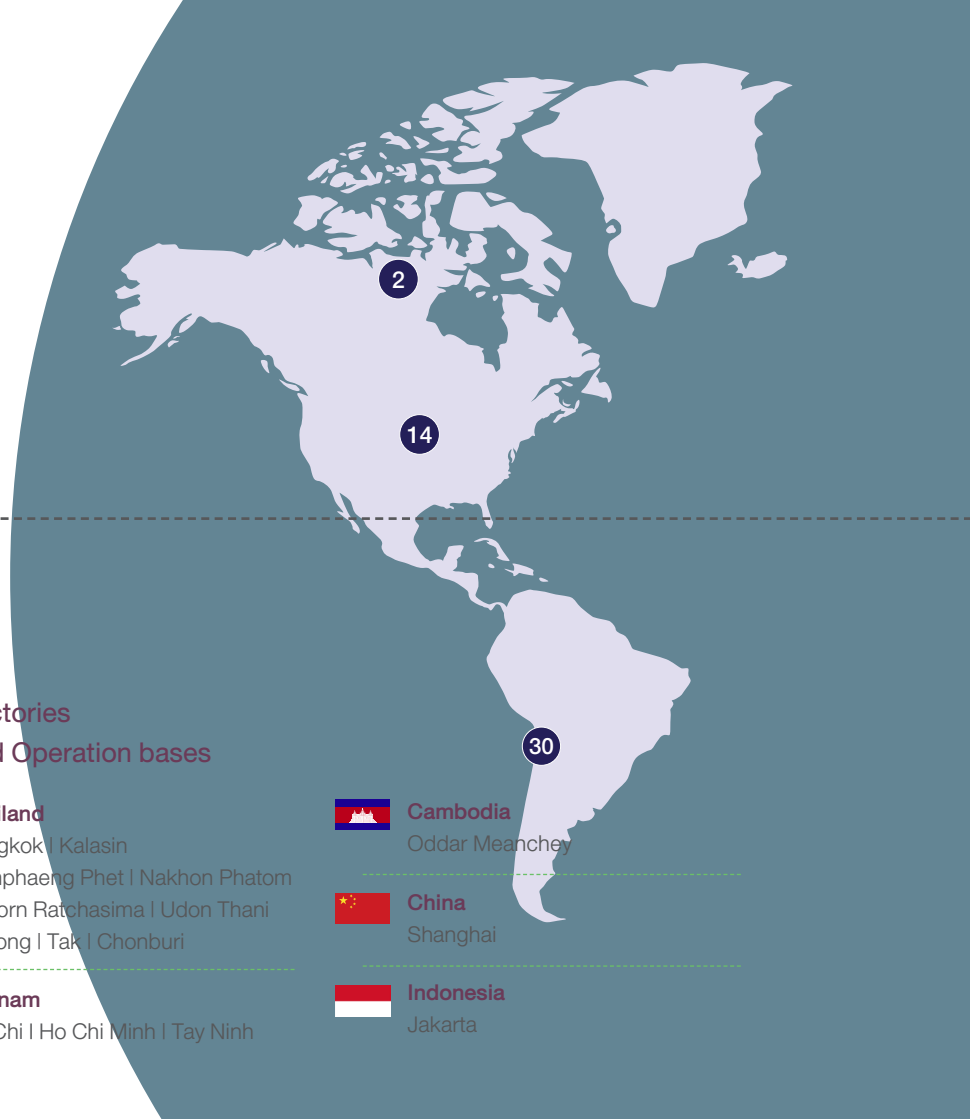 2
14
30
ctories
d Operation bases
iland
gkok | Kalasin
nphaeng Phet | Nakhon Phatom
orn Ratchasima | Udon Thani
ong | Tak | Chonburi
nam
Chi I Ho Chi Minh | Tay Ninh
Cambodia
Oddar Meanchey
China
Shanghai
Indonesia
Jakarta